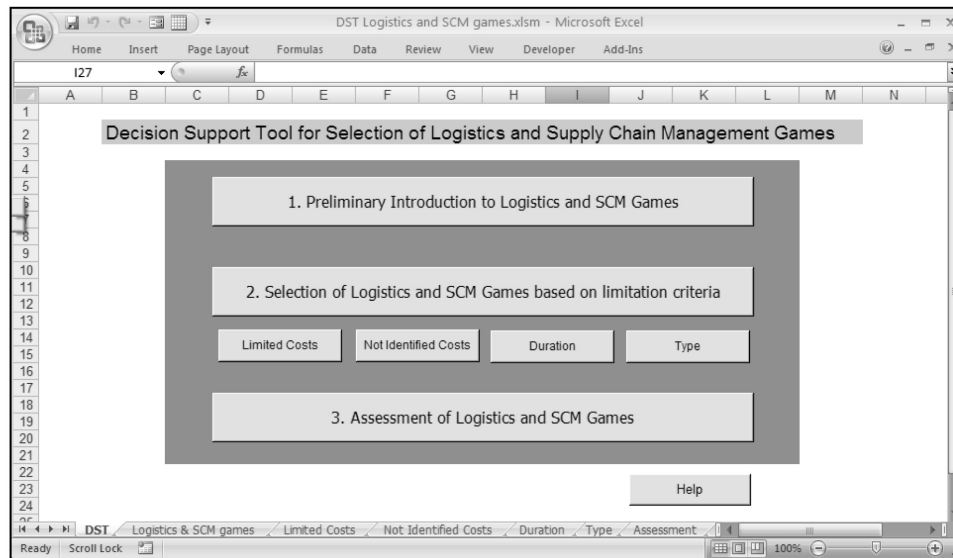 DST Logistics and SCM games.xlsm - Microsoft Excel
Home Insert Page Layout Formulas Data Review View Developer Add-Ins
I27 fx
A B C D E F G H I J K L M N
1
2 Decision Support Tool for Selection of Logistics and Supply Chain Management Games
3
4
5
6 1. Preliminary Introduction to Logistics and SCM Games
7
8
9
10
11 2. Selection of Logistics and SCM Games based on limitation criteria
12
13
14 Limited Costs Not Identified Costs Duration Type
15
16
17
18
19 3. Assessment of Logistics and SCM Games
20
21
22
23 Help
24
25
DST Logistics & SCM games Limited Costs Not Identified Costs Duration Type Assessment
Ready Scroll Lock 100%